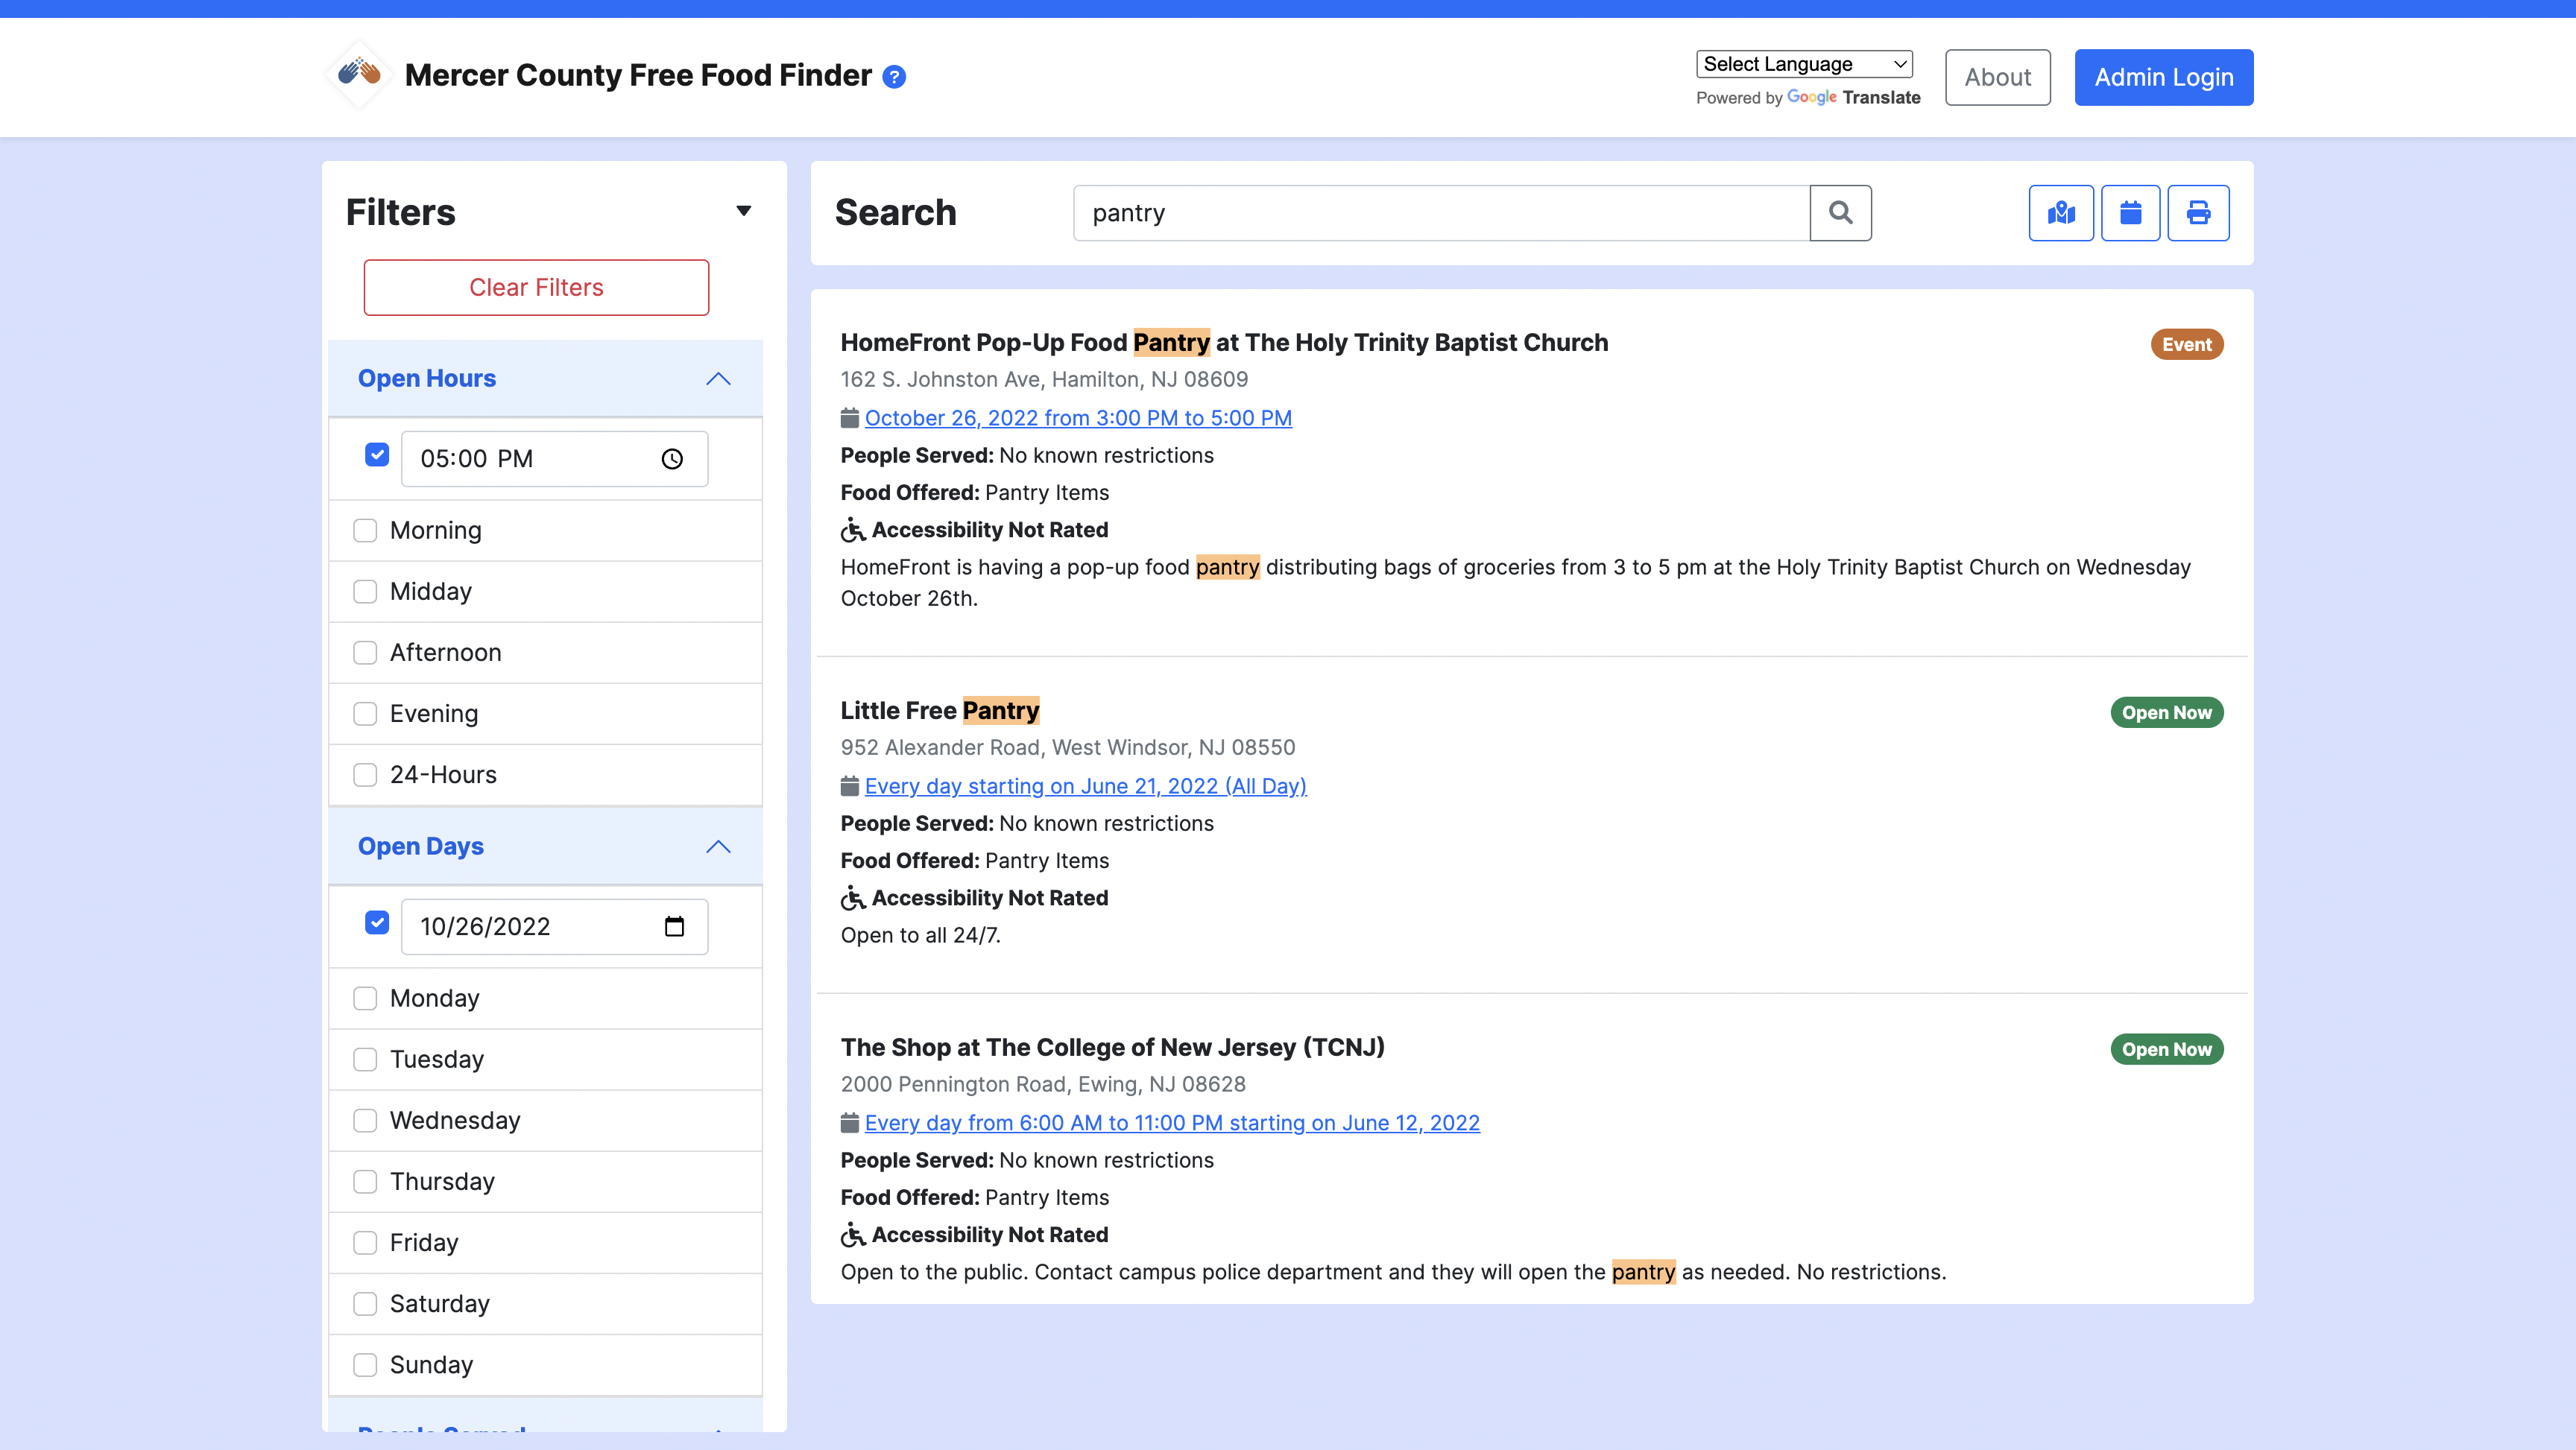 Mercer County Free Food Finder ?
Select Language
Powered by Google Translate
About
Admin Login
Filters
Clear Filters
Open Hours
05:00 PM
Morning
Midday
Afternoon
Evening
24-Hours
Open Days
10/26/2022
Monday
Tuesday
Wednesday
Thursday
Friday
Saturday
Sunday
People Served
Search
pantry
HomeFront Pop-Up Food Pantry at The Holy Trinity Baptist Church
Event
162 S. Johnston Ave, Hamilton, NJ 08609
October 26, 2022 from 3:00 PM to 5:00 PM
People Served: No known restrictions
Food Offered: Pantry Items
Accessibility Not Rated
HomeFront is having a pop-up food pantry distributing bags of groceries from 3 to 5 pm at the Holy Trinity Baptist Church on Wednesday
October 26th.
Little Free Pantry
Open Now
952 Alexander Road, West Windsor, NJ 08550
Every day starting on June 21, 2022 (All Day)
People Served: No known restrictions
Food Offered: Pantry Items
Accessibility Not Rated
Open to all 24/7.
The Shop at The College of New Jersey (TCNJ)
Open Now
2000 Pennington Road, Ewing, NJ 08628
Every day from 6:00 AM to 11:00 PM starting on June 12, 2022
People Served: No known restrictions
Food Offered: Pantry Items
Accessibility Not Rated
Open to the public. Contact campus police department and they will open the pantry as needed. No restrictions.